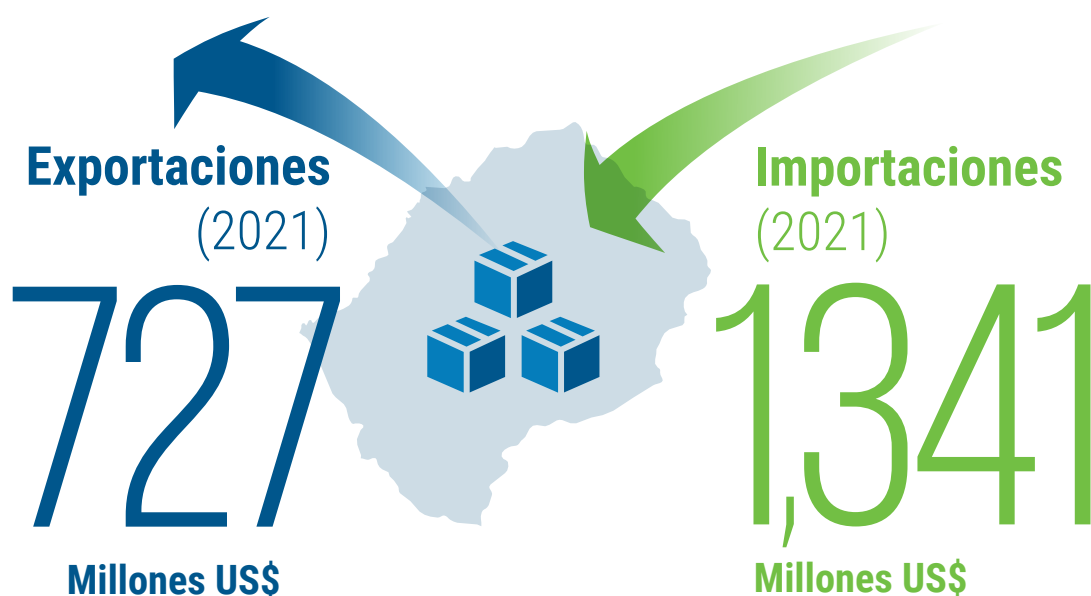 Exportaciones
(2021)
727
Millones US$
Importaciones
(2021)
1,341
Millones US$